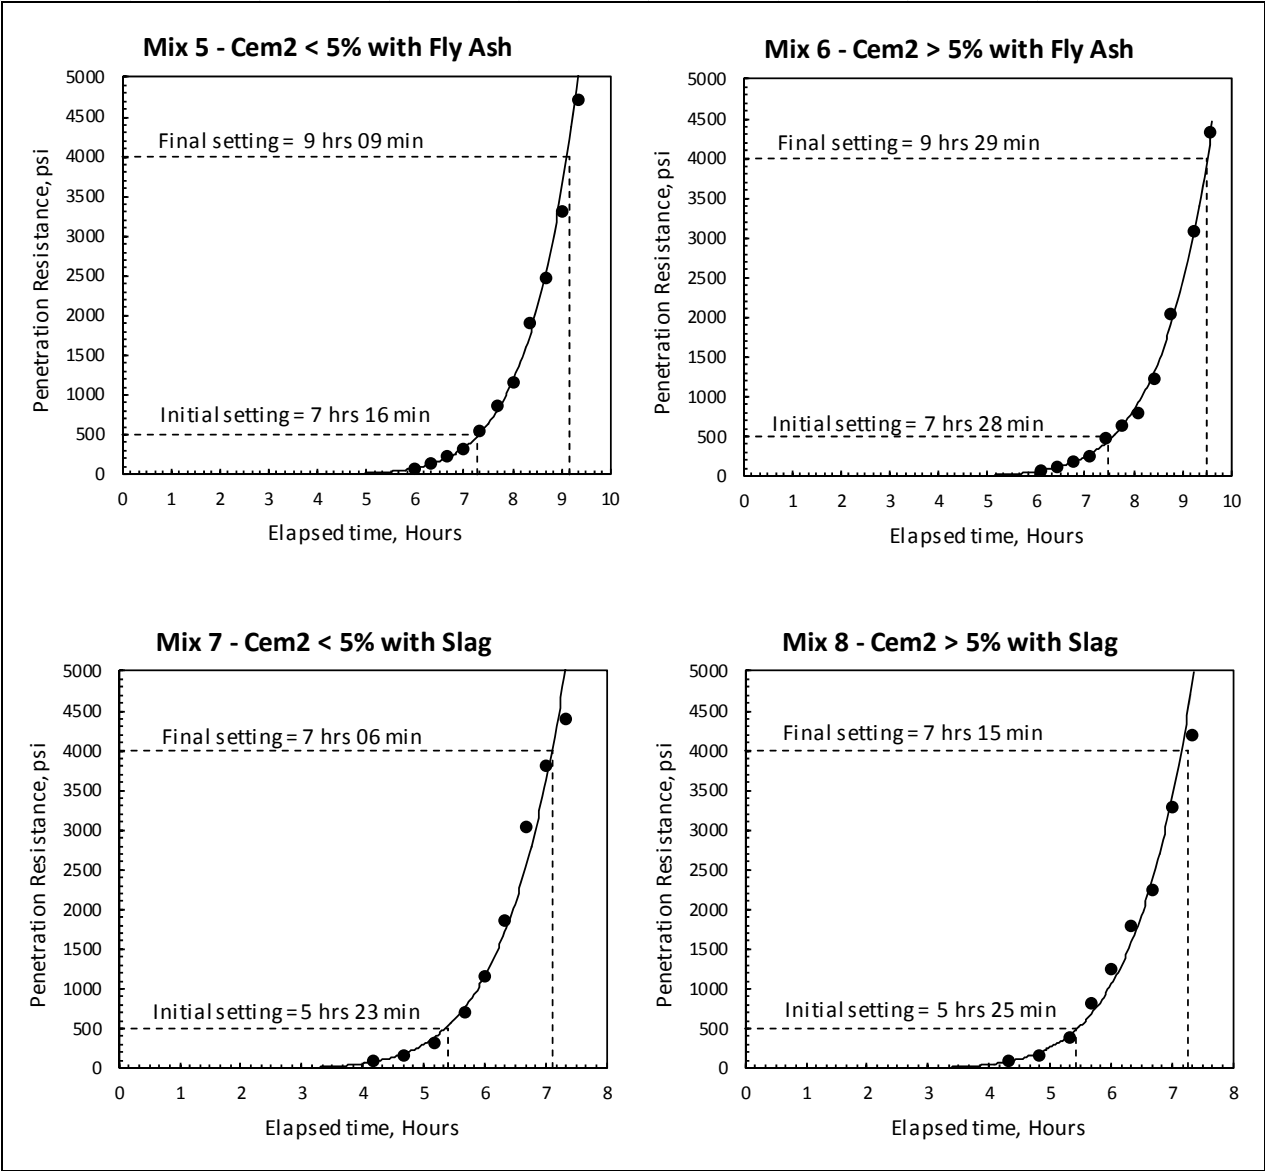 Mix 5 - Cem2 < 5% with Fly Ash
Penetration Resistance, psi
5000
4500
4000
3500
3000
2500
2000
1500
1000
500
0
Final setting = 9 hrs 09 min
Initial setting = 7 hrs 16 min
0 1 2 3 4 5 6 7 8 9 10
Elapsed time, Hours
Mix 6 - Cem2 > 5% with Fly Ash
Penetration Resistance, psi
5000
4500
4000
3500
3000
2500
2000
1500
1000
500
0
Final setting = 9 hrs 29 min
Initial setting = 7 hrs 28 min
0 1 2 3 4 5 6 7 8 9 10
Elapsed time, Hours
Mix 7 - Cem2 < 5% with Slag
Penetration Resistance, psi
5000
4500
4000
3500
3000
2500
2000
1500
1000
500
0
Final setting = 7 hrs 06 min
Initial setting = 5 hrs 23 min
0 1 2 3 4 5 6 7 8
Elapsed time, Hours
Mix 8 - Cem2 > 5% with Slag
Penetration Resistance, psi
5000
4500
4000
3500
3000
2500
2000
1500
1000
500
0
Final setting = 7 hrs 15 min
Initial setting = 5 hrs 25 min
0 1 2 3 4 5 6 7 8
Elapsed time, Hours